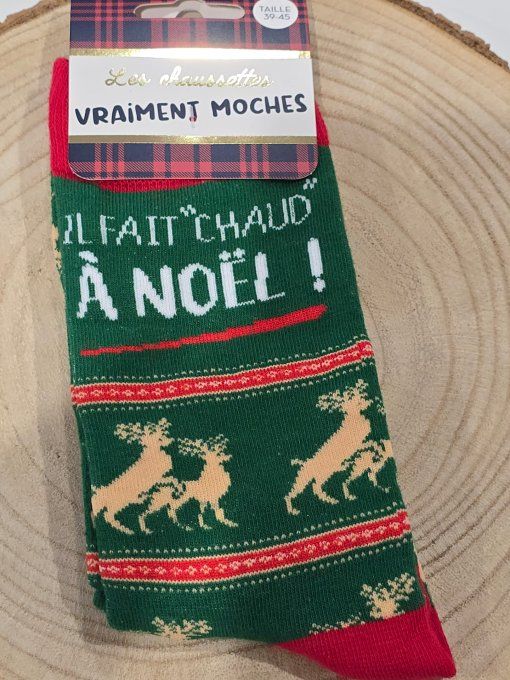 TAILLE
39-45
Les chaussettes
VRAIMENT MOCHES
IL FAIT "CHAUD"
À NOËL !